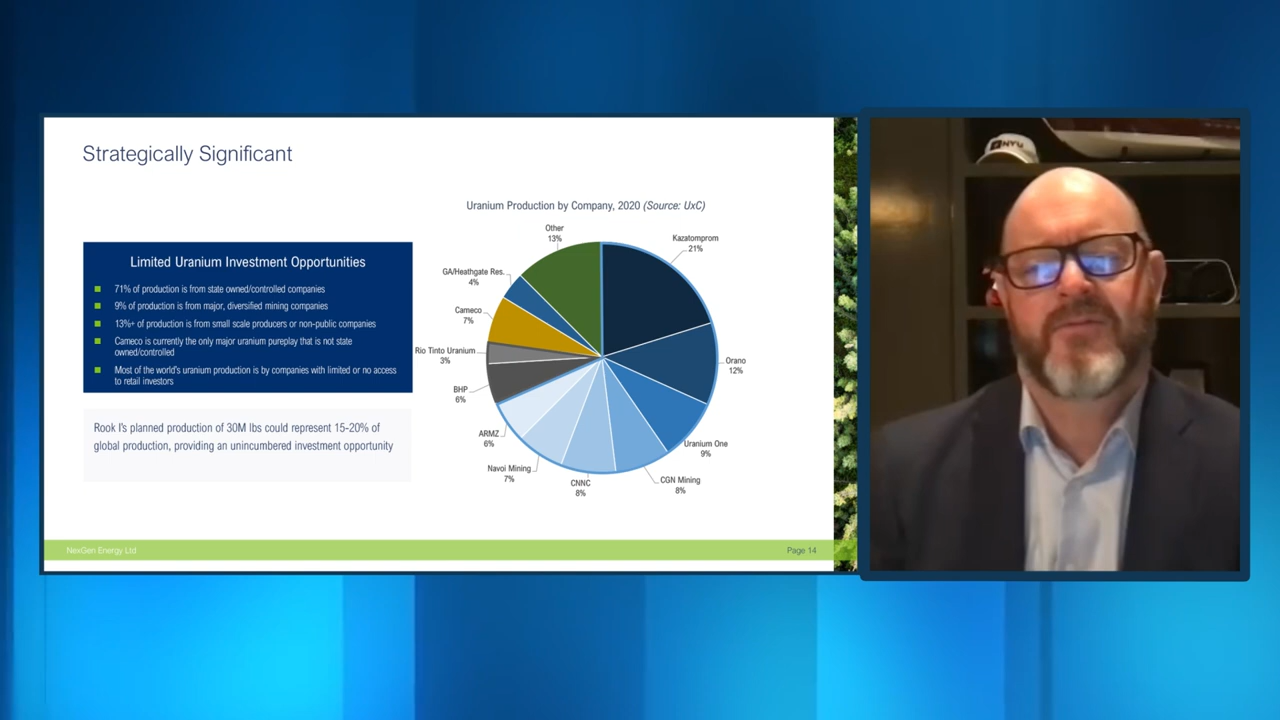 Strategically Significant
Limited Uranium Investment Opportunities
71% of production is from state owned/controlled companies
9% of production is from major, diversified mining companies
13%+ of production is from small scale producers or non-public companies
Cameco is currently the only major uranium pureplay that is not state
owned/controlled
Most of the world's uranium production is by companies with limited or no access
to retail investors
Rook I's planned production of 30M lbs could represent 15-20% of
global production, providing an unincumbered investment opportunity
Uranium Production by Company, 2020 (Source: UxC)
Kazatomprom
21%
Orano
12%
Uranium One
9%
CGN Mining
8%
CNNC
8%
Navoi Mining
7%
ARMZ
6%
BHP
6%
Rio Tinto Uranium
3%
Cameco
7%
GA/Heathgate Res.
4%
Other
13%
NexGen Energy Ltd
Page 14
NYU